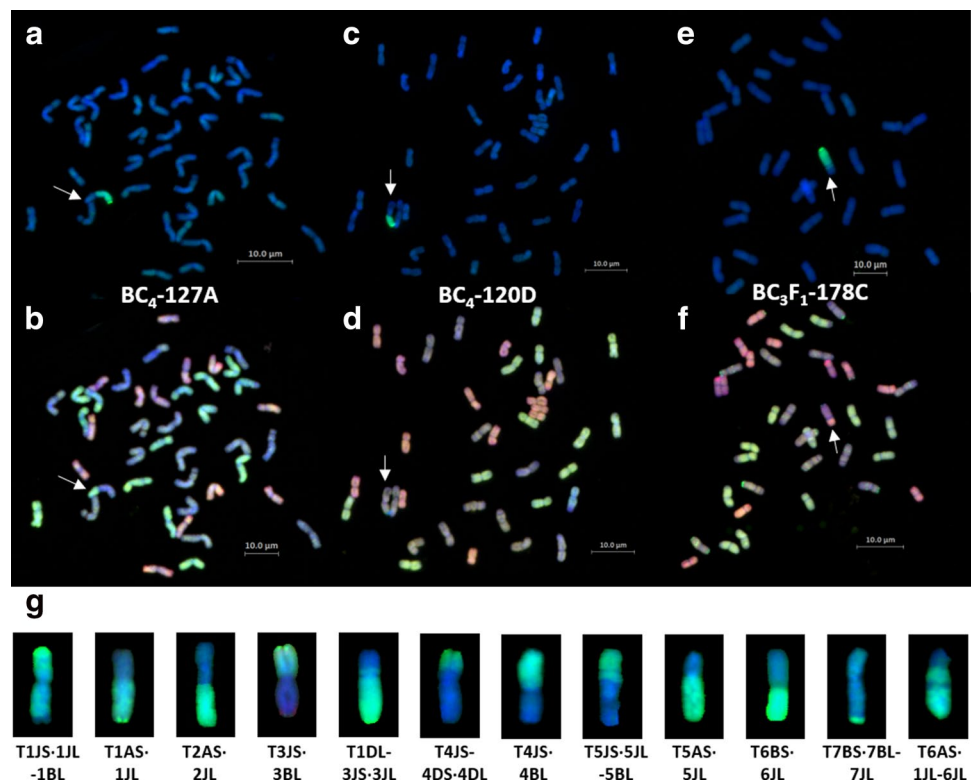 a c e
10.0 µm 10.0 µm 10.0 µm
BC4-127A BC4-120D BC3F1-178C
b d f
10.0 µm 10.0 µm 10.0 µm
g
T1JS·1JL T1AS· T2AS· T3JS· T1DL- T4JS- T4JS· T5JS·5JL T5AS· T6BS· T7BS·7BL- T6AS·
-1BL 1JL 2JL 3BL 3JS·3JL 4DS·4DL 4BL -5BL 5JL 6JL 7JL 1JL-6JL